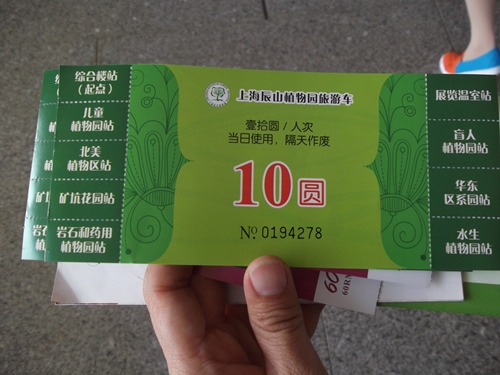 综合楼站
（起点）
儿童
植物园站
北美
植物区站
矿坑花园站
岩石和药用
植物园站
上海辰山植物园旅游车
壹拾圆 / 人次
当日使用，隔天作废
10圆
No 0194278
展览温室站
盲人
植物园站
华东
区系园站
水生
植物园站
60
60RM